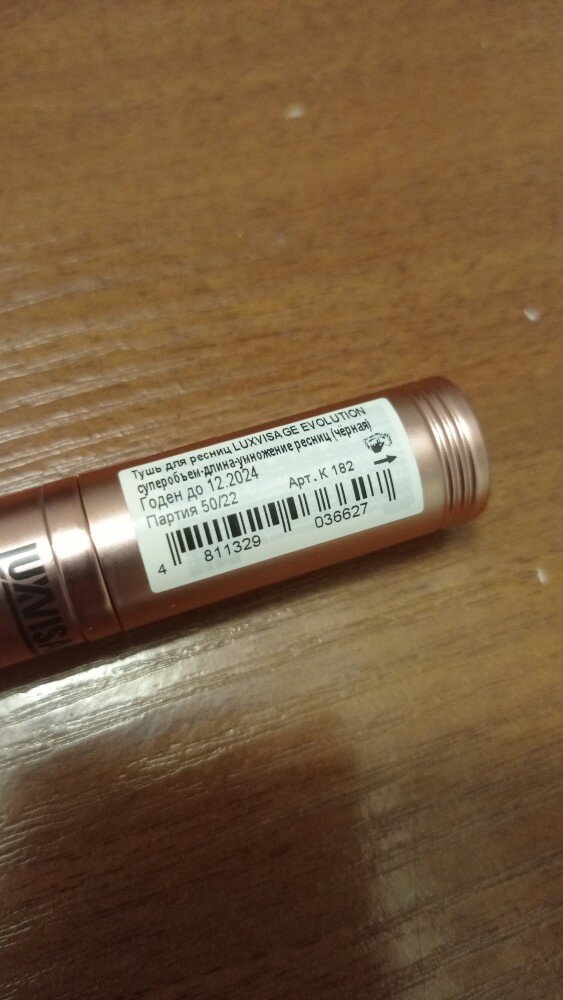 Тушь для ресниц LUXVISAGE EVOLUTION
суперобъем-длина-умножение ресниц (черная)
Годен до 12.2024
Партия 50/22 Арт. К 182
4 811329 036627
LUXVISA